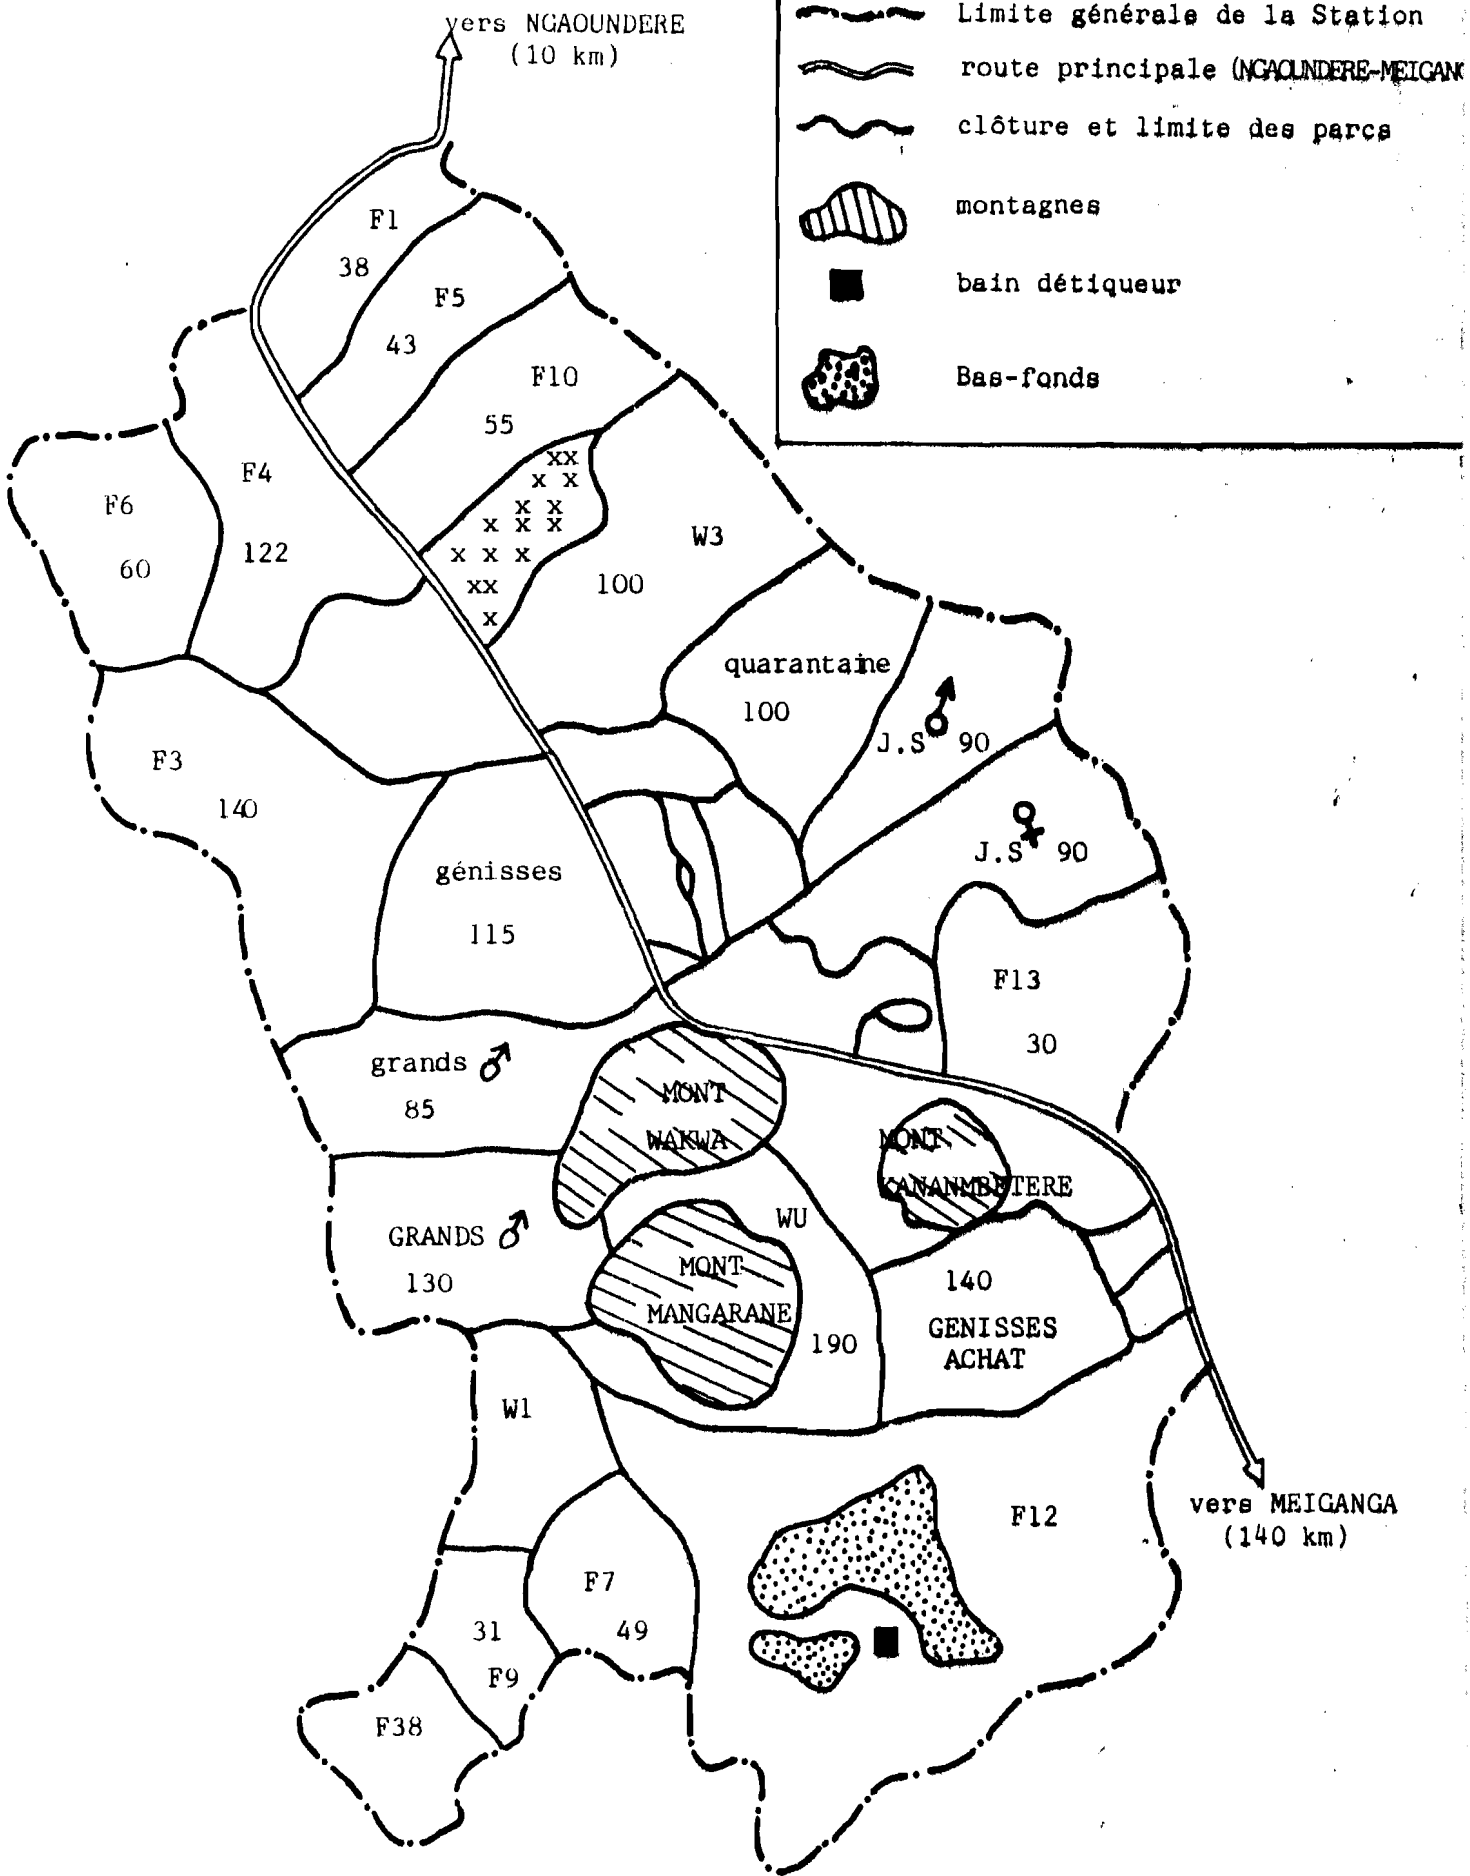 vers NGAOUNDERE
(10 km)
Limite générale de la Station
route principale (NGAOUNDERE-MEIGANG
clôture et limite des parcs
montagnes
bain détiqueur
Bas-fonds
F1
38
F5
43
F10
55
xx
x x
x x
x x x
x x x
xx
x
F4
122
F6
60
W3
100
quarantaine
100
J.S ♂ 90
F3
140
J.S ♀ 90
génisses
115
F13
30
grands ♂
85
MONT
WAKWA
MONT
KANANMBETERE
GRANDS ♂
130
WU
190
MONT
MANGARANE
140
GENISSES
ACHAT
W1
F12
vers MEIGANGA
(140 km)
F7
49
31
F9
F38